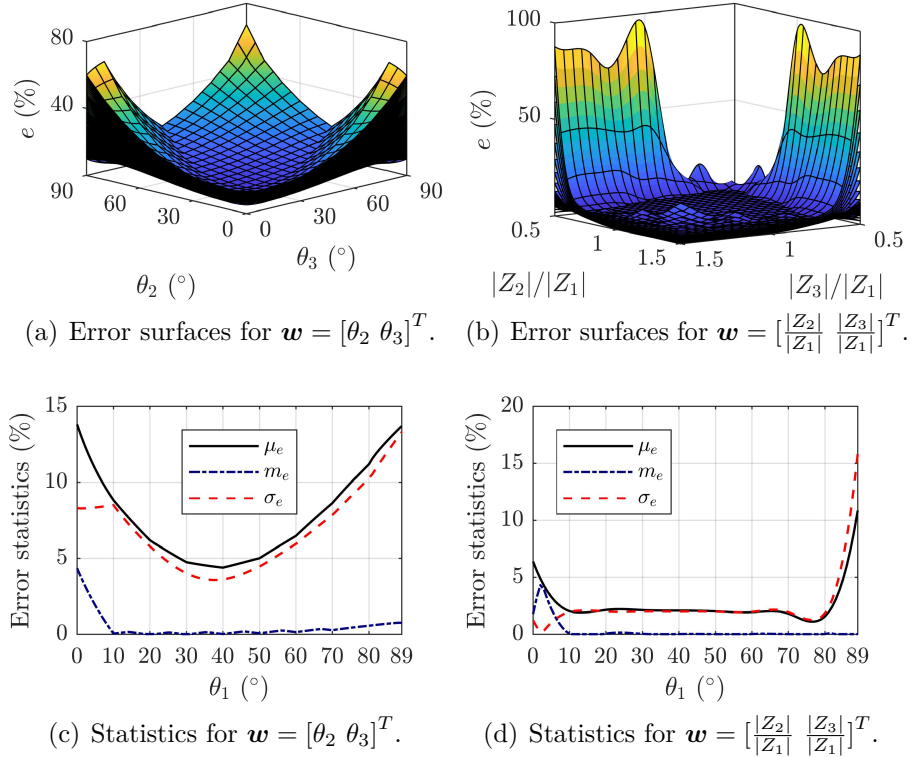 80
40
e (%)
90
60
30
0
0
30
60
90
θ₂ (°)
θ₃ (°)
100
50
0
e (%)
0.5
1
1.5
1.5
1
0.5
|Z₂|/|Z₁|
|Z₃|/|Z₁|
(a) Error surfaces for w = [θ₂ θ₃]ᵀ.
(b) Error surfaces for w = [|Z₂|/|Z₁| |Z₃|/|Z₁|]ᵀ.
15
10
5
0
Error statistics (%)
μₑ
mₑ
σₑ
0 10 20 30 40 50 60 70 80 89
θ₁ (°)
20
15
10
5
0
Error statistics (%)
μₑ
mₑ
σₑ
0 10 20 30 40 50 60 70 80 89
θ₁ (°)
(c) Statistics for w = [θ₂ θ₃]ᵀ.
(d) Statistics for w = [|Z₂|/|Z₁| |Z₃|/|Z₁|]ᵀ.